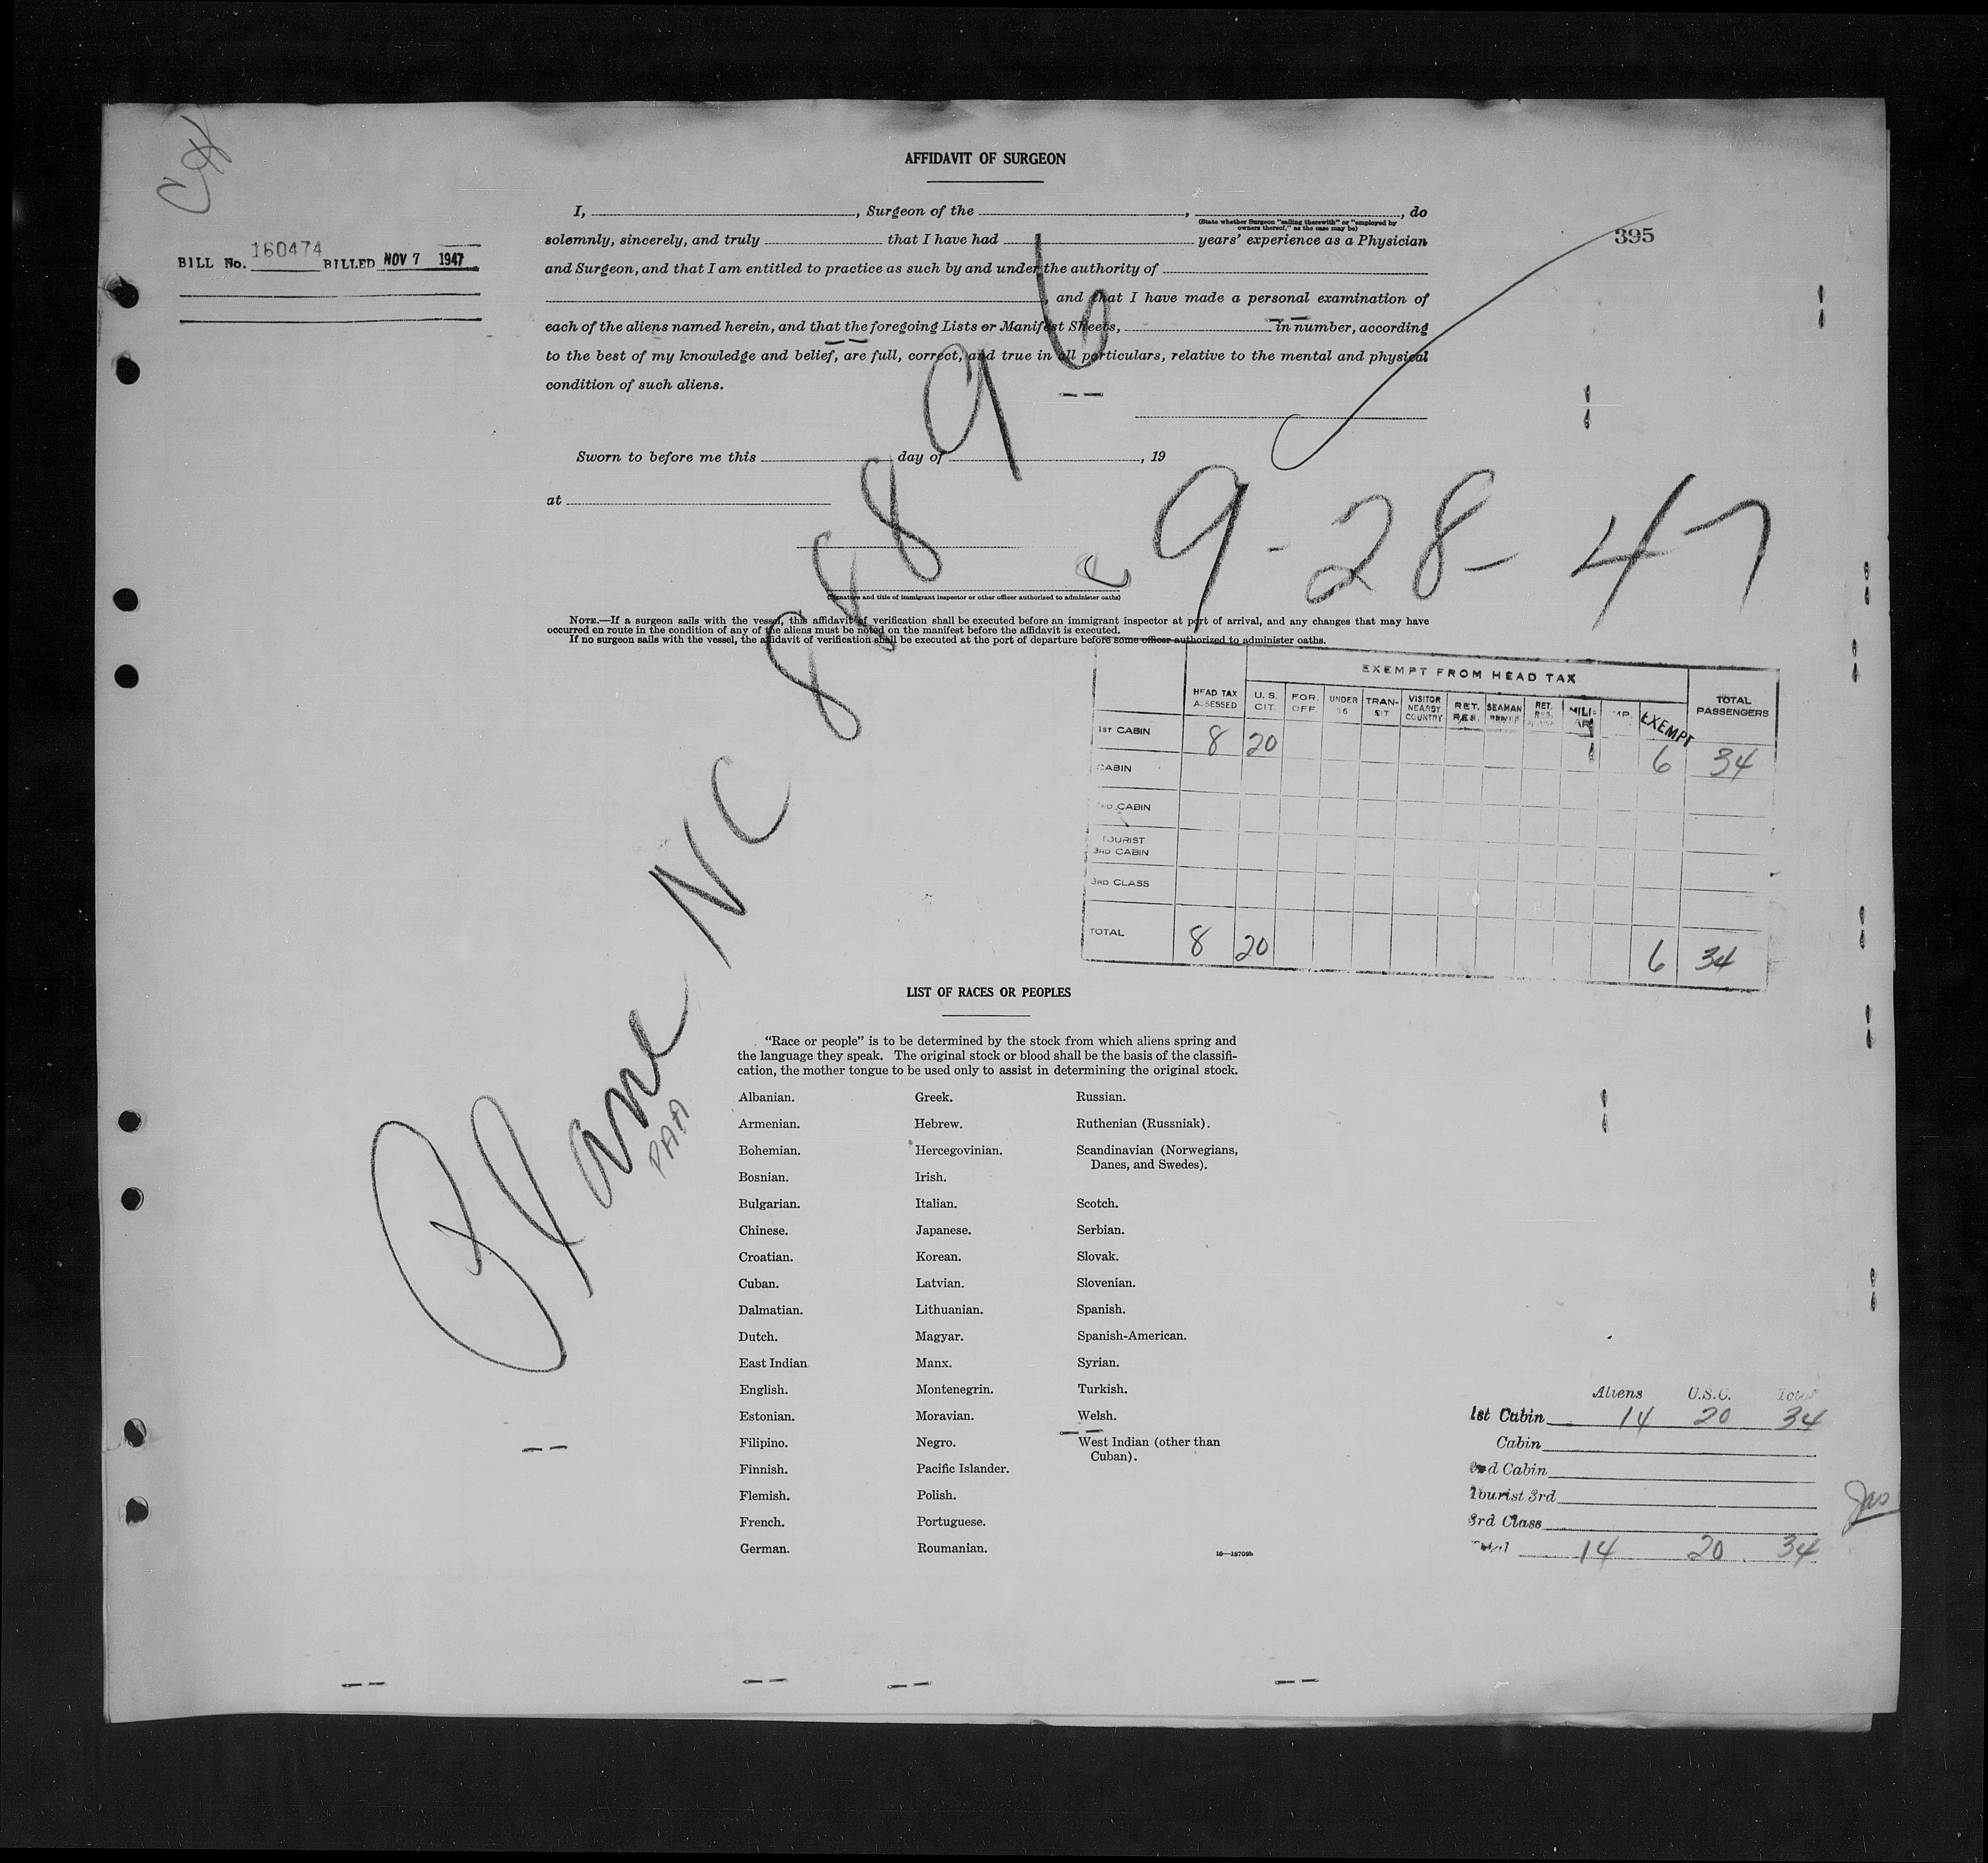 AFFIDAVIT OF SURGEON
I, , Surgeon of the , , do
(State whether Surgeon "sailing therewith" or "employed by
owners thereof," as the case may be)
395
solemnly, sincerely, and truly that I have had years' experience as a Physician
BILL No. 160474 BILLED NOV 7 1947
and Surgeon, and that I am entitled to practice as such by and under the authority of
, and that I have made a personal examination of
each of the aliens named herein, and that the foregoing Lists or Manifest Sheets, in number, according
to the best of my knowledge and belief, are full, correct, and true in all particulars, relative to the mental and physical
condition of such aliens.
Sworn to before me this day of , 19
at
9-28-47
(Signature and title of immigrant inspector or other officer authorized to administer oaths)
NOTE.—If a surgeon sails with the vessel, this affidavit of verification shall be executed before an immigrant inspector at port of arrival, and any changes that may have
occurred en route in the condition of any of the aliens must be noted on the manifest before the affidavit is executed.
If no surgeon sails with the vessel, the affidavit of verification shall be executed at the port of departure before some officer authorized to administer oaths.
Plane NC 88896
PAA
EXEMPT FROM HEAD TAX
HEAD TAX ASSESSED U. S. CIT. FOR. OFF. UNDER 16 TRAN-SIT VISITOR NEARBY COUNTRY RET. RES. SEAMAN RET. RES. MILI- EXEMPT TOTAL PASSENGERS
1ST CABIN 8 20 6 34
CABIN
CABIN
TOURIST
3RD CABIN
3RD CLASS
TOTAL 8 20 6 34
LIST OF RACES OR PEOPLES
"Race or people" is to be determined by the stock from which aliens spring and
the language they speak. The original stock or blood shall be the basis of the classifi-
cation, the mother tongue to be used only to assist in determining the original stock.
Albanian. Greek. Russian.
Armenian. Hebrew. Ruthenian (Russniak).
Bohemian. Hercegovinian. Scandinavian (Norwegians,
Danes, and Swedes).
Bosnian. Irish.
Bulgarian. Italian. Scotch.
Chinese. Japanese. Serbian.
Croatian. Korean. Slovak.
Cuban. Latvian. Slovenian.
Dalmatian. Lithuanian. Spanish.
Dutch. Magyar. Spanish-American.
East Indian Manx. Syrian.
English. Montenegrin. Turkish.
Estonian. Moravian. Welsh.
Filipino. Negro. West Indian (other than
Cuban).
Finnish. Pacific Islander.
Flemish. Polish.
French. Portuguese.
German. Roumanian.
16—18709b
Aliens U.S.C. Total
1st Cabin 14 20 34
Cabin
2nd Cabin
Tourist 3rd
3rd Class
Total 14 20 34